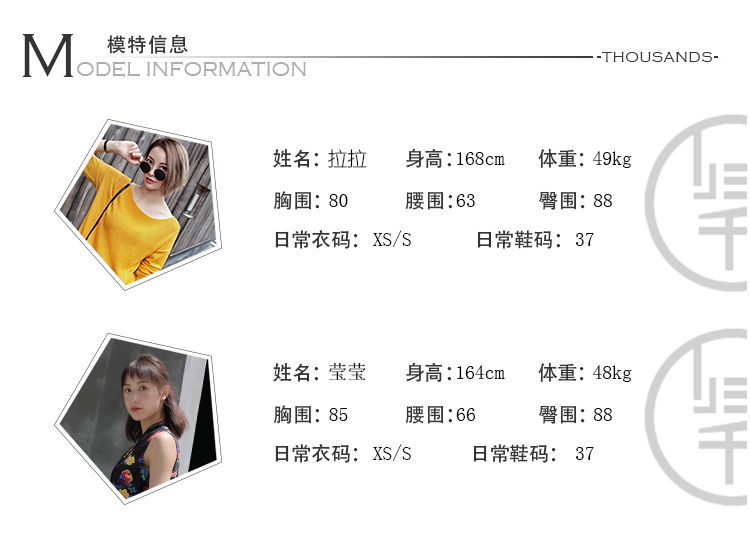 模特信息
MODEL INFORMATION
-THOUSANDS-
姓名：拉拉 身高：168cm 体重：49kg
胸围：80 腰围：63 臀围：88
日常衣码：XS/S 日常鞋码：37
姓名：莹莹 身高：164cm 体重：48kg
胸围：85 腰围：66 臀围：88
日常衣码：XS/S 日常鞋码：37